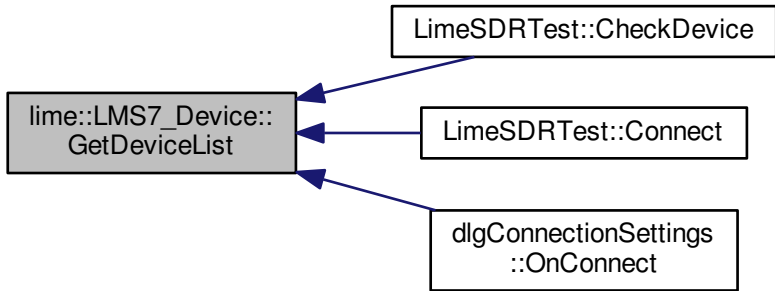 lime::LMS7_Device::
GetDeviceList
LimeSDRTest::CheckDevice
LimeSDRTest::Connect
dlgConnectionSettings
::OnConnect